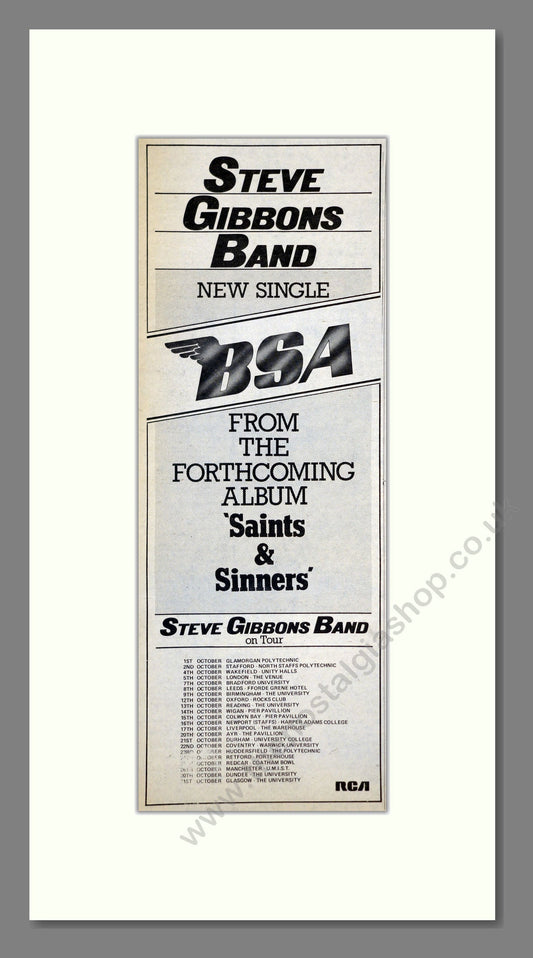 STEVE
GIBBONS
BAND
NEW SINGLE
BSA
FROM
THE
FORTHCOMING
ALBUM
'Saints
&
Sinners'
STEVE GIBBONS BAND
on Tour
1ST OCTOBER GLAMORGAN POLYTECHNIC
2ND OCTOBER STAFFORD · NORTH STAFFS POLYTECHNIC
4TH OCTOBER WAKEFIELD · UNITY HALLS
5TH OCTOBER LONDON · THE VENUE
7TH OCTOBER BRADFORD UNIVERSITY
8TH OCTOBER LEEDS · FFORDE GRENE HOTEL
9TH OCTOBER BIRMINGHAM · THE UNIVERSITY
12TH OCTOBER OXFORD · ROCKS CLUB
13TH OCTOBER READING · THE UNIVERSITY
14TH OCTOBER WIGAN · PIER PAVILLION
15TH OCTOBER COLWYN BAY · PIER PAVILLION
16TH OCTOBER NEWPORT (STAFFS) · HARPER ADAMS COLLEGE
17TH OCTOBER LIVERPOOL · THE WAREHOUSE
20TH OCTOBER AYR · THE PAVILLION
21ST OCTOBER DURHAM · UNIVERSITY COLLEGE
22ND OCTOBER COVENTRY · WARWICK UNIVERSITY
23RD OCTOBER HUDDERSFIELD · THE POLYTECHNIC
OCTOBER RETFORD · PORTERHOUSE
OCTOBER REDCAR · COATHAM BOWL
OCTOBER MANCHESTER · U.M.I.S.T.
30TH OCTOBER DUNDEE · THE UNIVERSITY
31ST OCTOBER GLASGOW · THE UNIVERSITY
RCA
www.nostalgiashop.co.uk